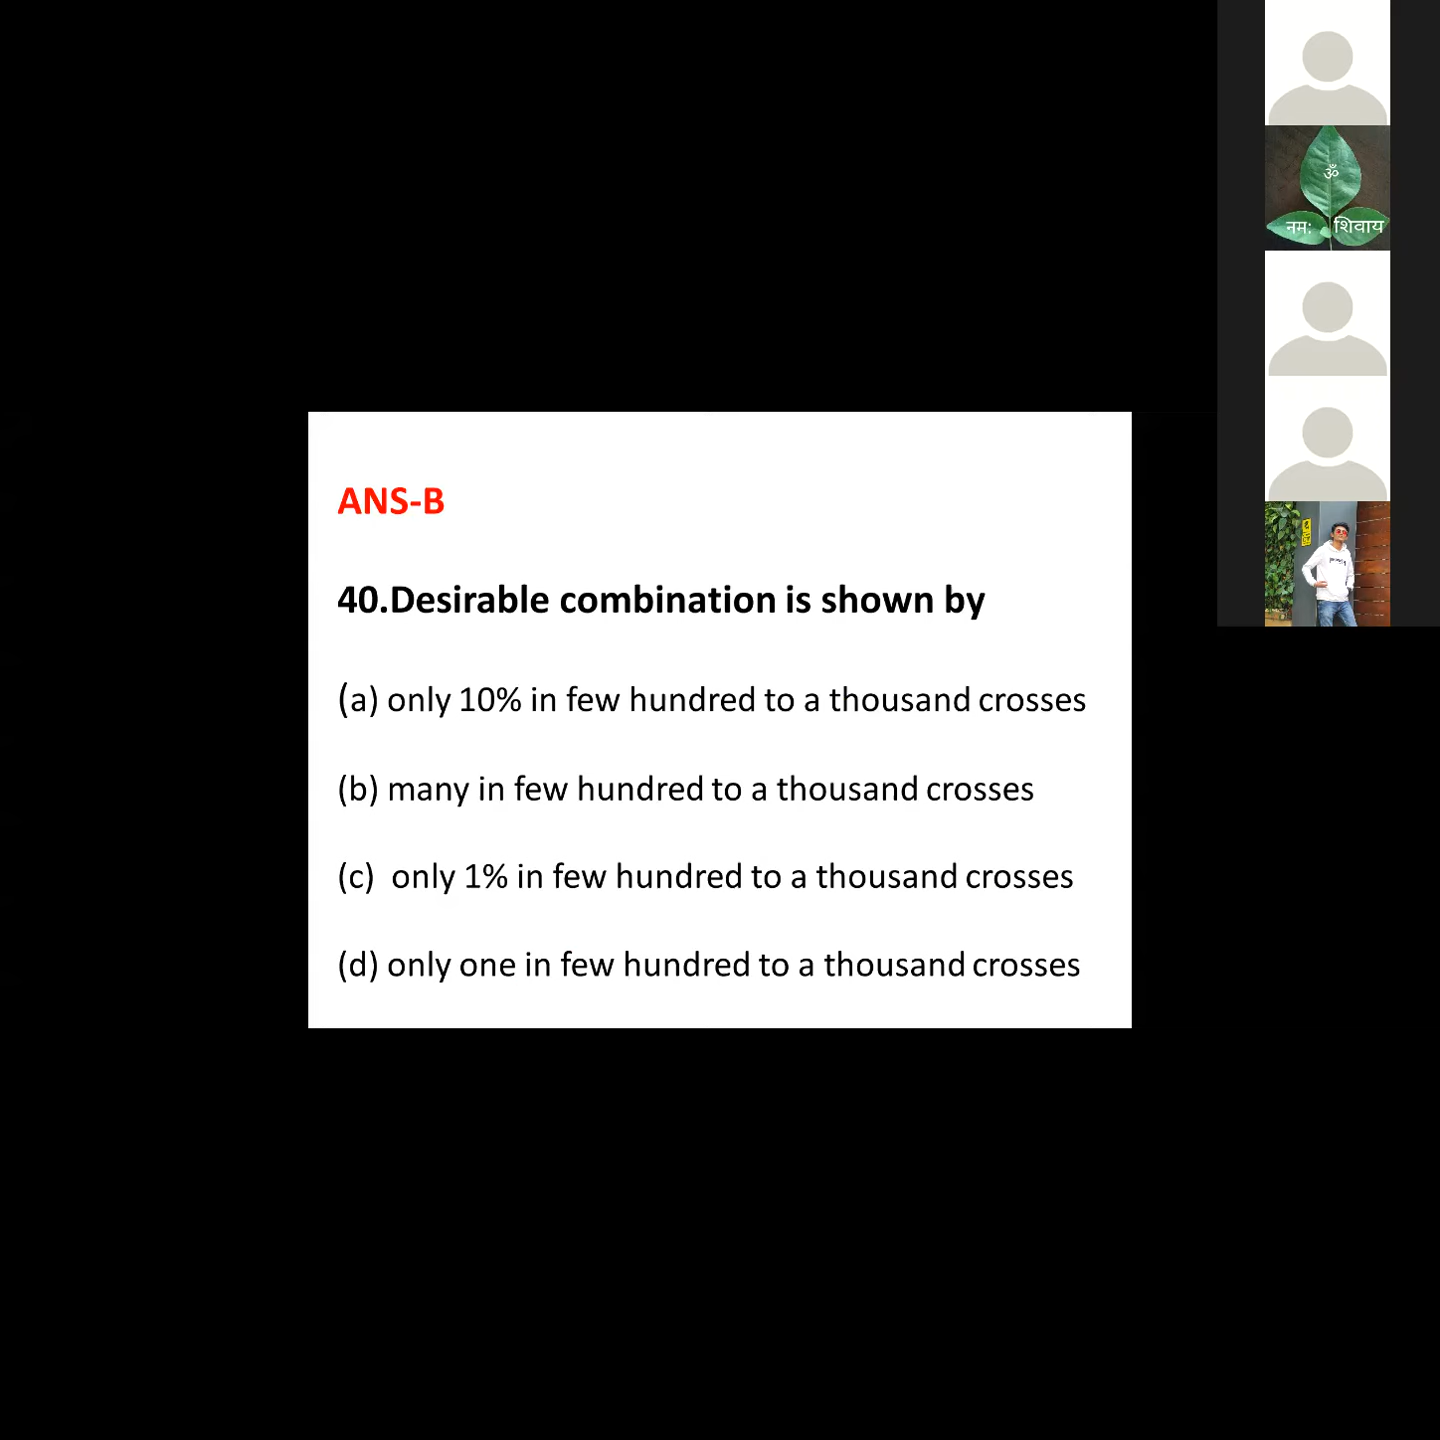 ANS-B
40.Desirable combination is shown by
(a) only 10% in few hundred to a thousand crosses
(b) many in few hundred to a thousand crosses
(c) only 1% in few hundred to a thousand crosses
(d) only one in few hundred to a thousand crosses
ॐ
नम: शिवाय